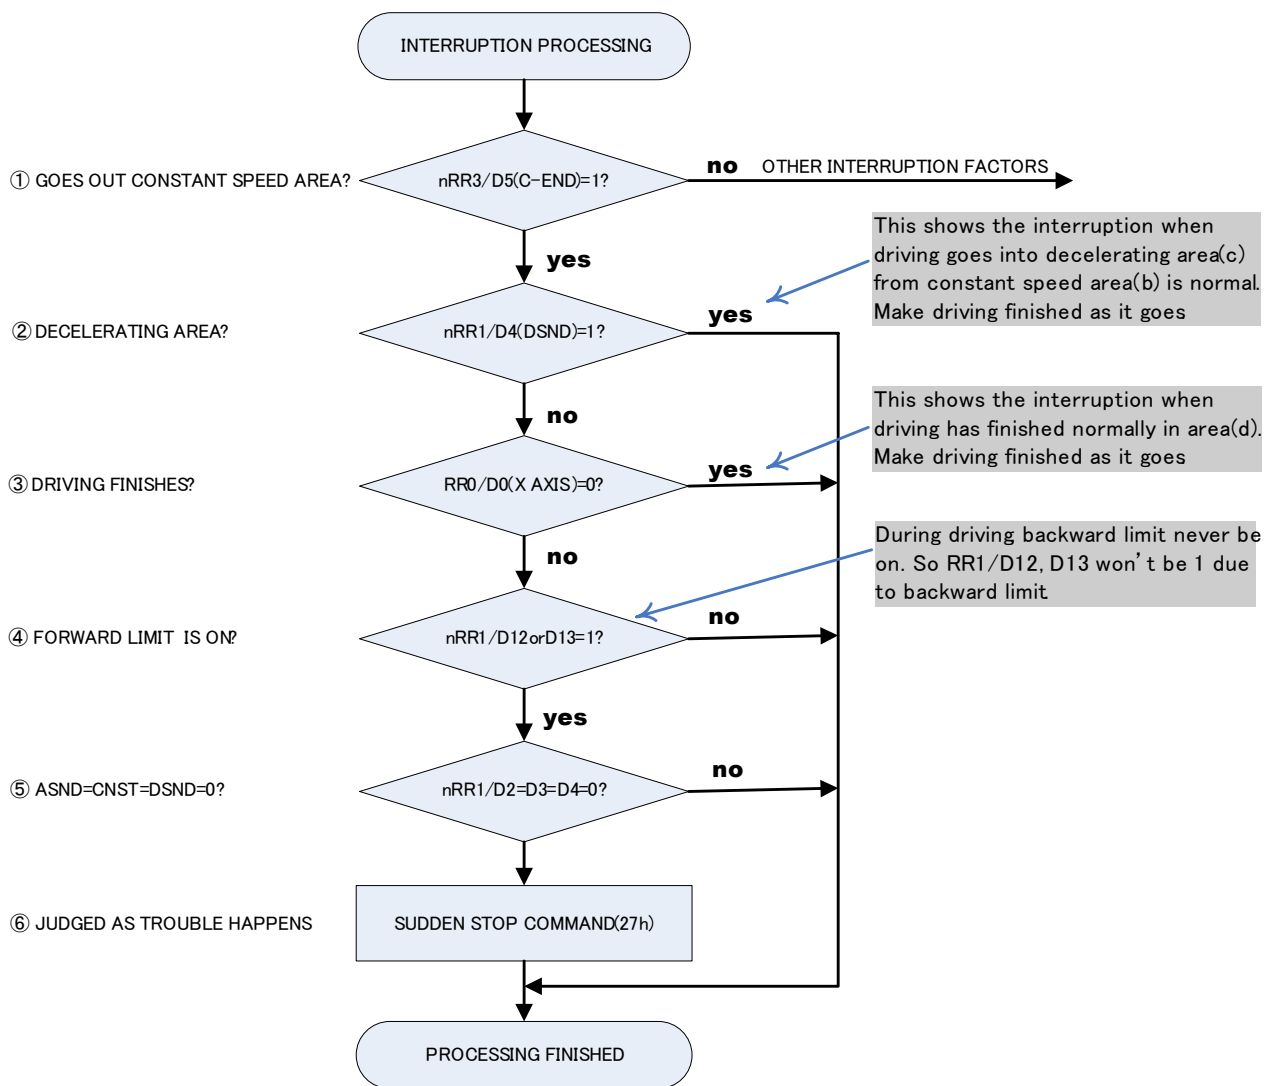 INTERRUPTION PROCESSING
① GOES OUT CONSTANT SPEED AREA?
nRR3/D5(C-END)=1?
no
OTHER INTERRUPTION FACTORS
yes
This shows the interruption when
driving goes into decelerating area(c)
from constant speed area(b) is normal.
Make driving finished as it goes
② DECELERATING AREA?
nRR1/D4(DSND)=1?
yes
no
This shows the interruption when
driving has finished normally in area(d).
Make driving finished as it goes.
③ DRIVING FINISHES?
RR0/D0(X AXIS)=0?
yes
no
During driving backward limit never be
on. So RR1/D12, D13 won't be 1 due
to backward limit.
④ FORWARD LIMIT IS ON?
nRR1/D12orD13=1?
no
yes
⑤ ASND=CNST=DSND=0?
nRR1/D2=D3=D4=0?
no
⑥ JUDGED AS TROUBLE HAPPENS
SUDDEN STOP COMMAND(27h)
PROCESSING FINISHED